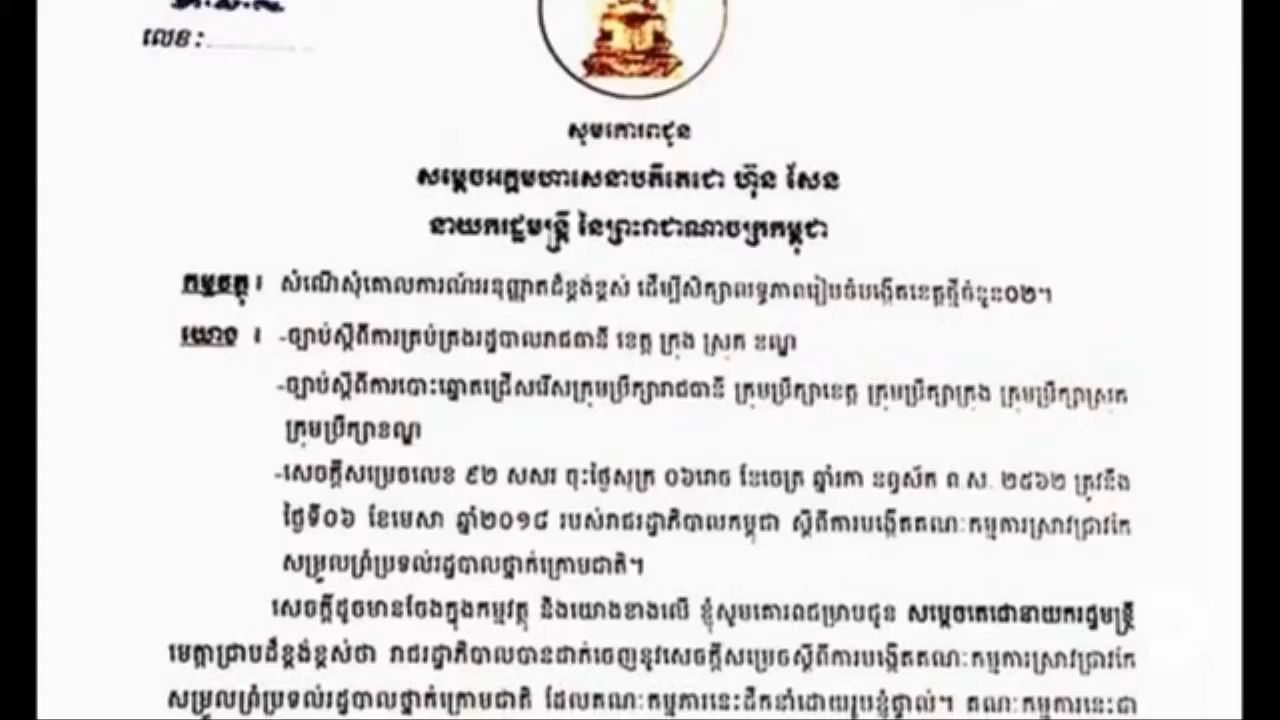 លេខ៖
សូមគោរពជូន
សម្តេចអគ្គមហាសេនាបតីតេជោ ហ៊ុន សែន
នាយករដ្ឋមន្ត្រី នៃព្រះរាជាណាចក្រកម្ពុជា
កម្មវត្ថុ ៖ សំណើសុំគោលការណ៍អនុញ្ញាតដ៏ខ្ពង់ខ្ពស់ ដើម្បីសិក្សាលទ្ធភាពរៀបចំបង្កើតខេត្តថ្មីចំនួន០២។
យោង ៖ -ច្បាប់ស្តីពីការគ្រប់គ្រងរដ្ឋបាលរាជធានី ខេត្ត ក្រុង ស្រុក ខណ្ឌ
-ច្បាប់ស្តីពីការបោះឆ្នោតជ្រើសរើសក្រុមប្រឹក្សារាជធានី ក្រុមប្រឹក្សាខេត្ត ក្រុមប្រឹក្សាក្រុង ក្រុមប្រឹក្សាស្រុក
ក្រុមប្រឹក្សាខណ្ឌ
-សេចក្តីសម្រេចលេខ ៩២ សសរ ចុះថ្ងៃសុក្រ ០៦រោច ខែចេត្រ ឆ្នាំរកា នព្វស័ក ព.ស. ២៥៦២ ត្រូវនឹង
ថ្ងៃទី០៦ ខែមេសា ឆ្នាំ២០១៨ របស់រាជរដ្ឋាភិបាលកម្ពុជា ស្តីពីការបង្កើតគណៈកម្មការស្រាវជ្រាវកែ
សម្រួលព្រំប្រទល់រដ្ឋបាលថ្នាក់ក្រោមជាតិ។
សេចក្តីដូចមានចែងក្នុងកម្មវត្ថុ និងយោងខាងលើ ខ្ញុំសូមគោរពជម្រាបជូន សម្តេចតេជោនាយករដ្ឋមន្ត្រី
មេត្តាជ្រាបដ៏ខ្ពង់ខ្ពស់ថា រាជរដ្ឋាភិបាលបានដាក់ចេញនូវសេចក្តីសម្រេចស្តីពីការបង្កើតគណៈកម្មការស្រាវជ្រាវកែ
សម្រួលព្រំប្រទល់រដ្ឋបាលថ្នាក់ក្រោមជាតិ ដែលគណៈកម្មការនេះដឹកនាំដោយរូបខ្ញុំផ្ទាល់។ គណៈកម្មការនេះជា